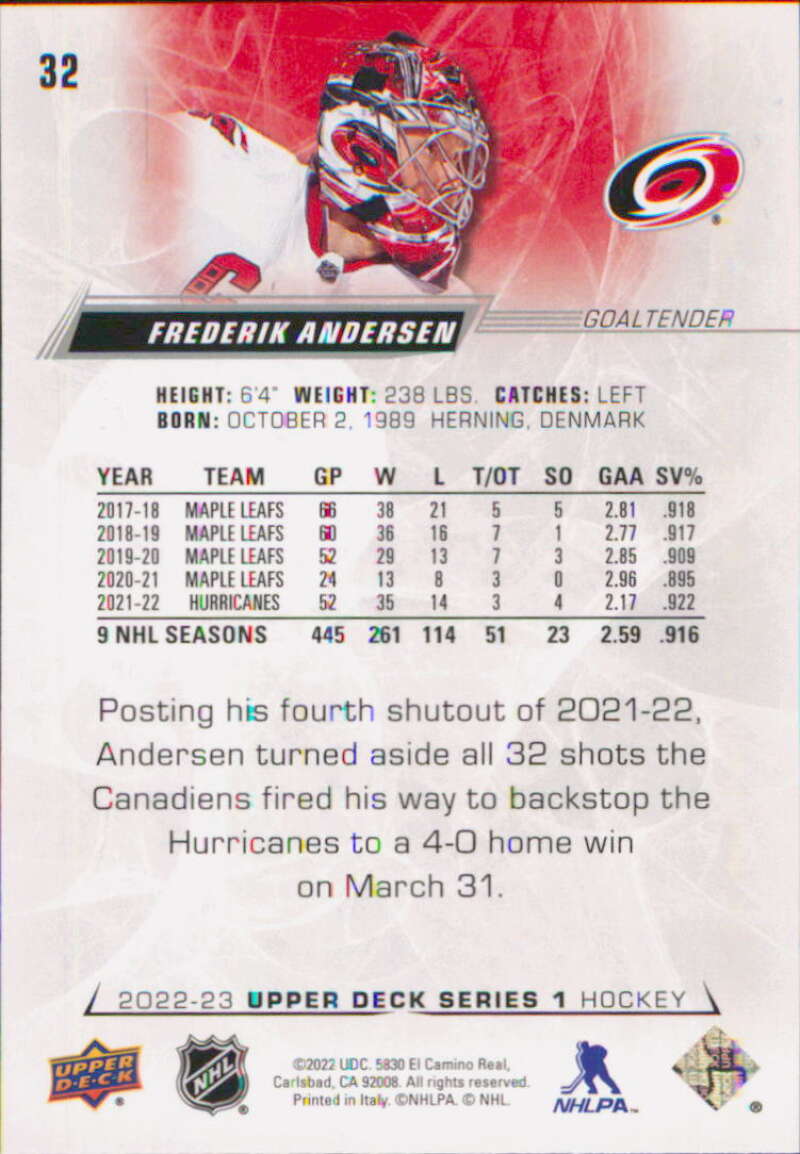 32
FREDERIK ANDERSEN
GOALTENDER
HEIGHT: 6'4" WEIGHT: 238 LBS. CATCHES: LEFT
BORN: OCTOBER 2, 1989 HERNING, DENMARK
YEAR TEAM GP W L T/OT SO GAA SV%
2017-18 MAPLE LEAFS 66 38 21 5 5 2.81 .918
2018-19 MAPLE LEAFS 60 36 16 7 1 2.77 .917
2019-20 MAPLE LEAFS 52 29 13 7 3 2.85 .909
2020-21 MAPLE LEAFS 24 13 8 3 0 2.96 .895
2021-22 HURRICANES 52 35 14 3 4 2.17 .922
9 NHL SEASONS 445 261 114 51 23 2.59 .916
Posting his fourth shutout of 2021-22,
Andersen turned aside all 32 shots the
Canadiens fired his way to backstop the
Hurricanes to a 4-0 home win
on March 31.
2022-23 UPPER DECK SERIES 1 HOCKEY
UPPER
D·E·C·K
®
NHL
®
©2022 UDC. 5830 El Camino Real,
Carlsbad, CA 92008. All rights reserved.
Printed in Italy. ©NHLPA. © NHL.
NHLPA™
®